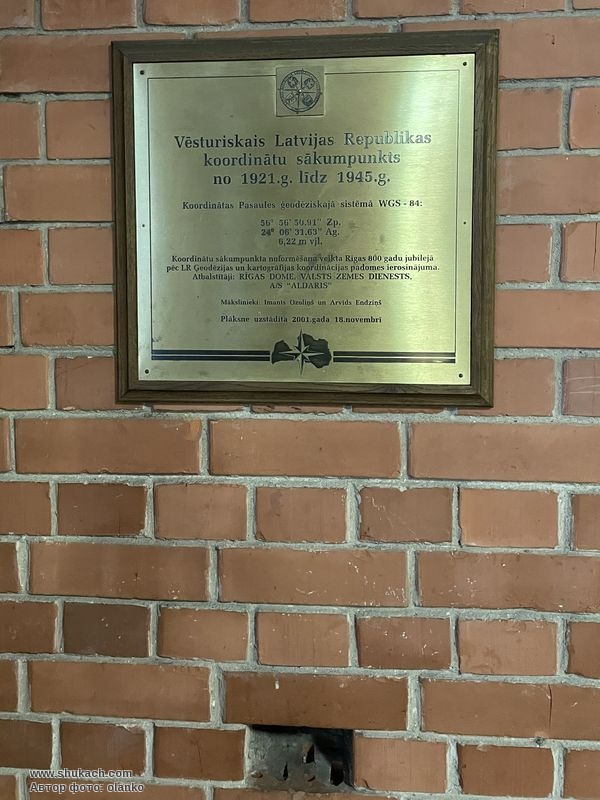 Vēsturiskais Latvijas Republikas
koordinātu sākumpunkts
no 1921.g. līdz 1945.g.
Koordinātas Pasaules ģeodēziskajā sistēmā WGS - 84:
56° 56' 50.91" Zp.
24° 06' 31.63" Ag.
6,22 m vjl.
Koordinātu sākumpunkta noformēšana veikta Rīgas 800 gadu jubilejā
pēc LR Ģeodēzijas un kartogrāfijas koordinācijas padomes ierosinājuma.
Atbalstītāji: RĪGAS DOME, VALSTS ZEMES DIENESTS,
A/S "ALDARIS"
Mākslinieki: Imants Ozoliņš un Arvīds Endziņš
Plāksne uzstādīta 2001.gada 18.novembrī
www.shukach.com
Автор фото: olanko